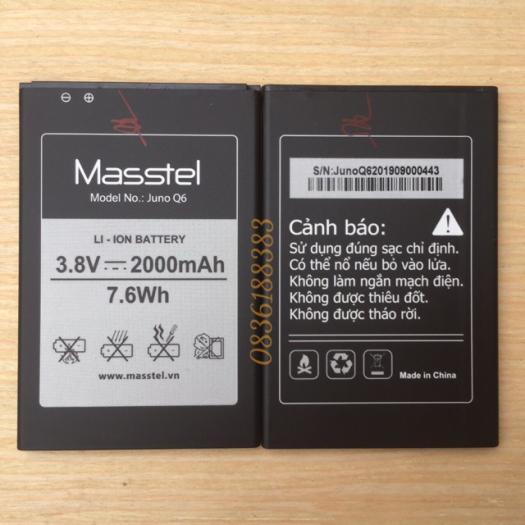 Masstel
Model No.: Juno Q6
LI - ION BATTERY
3.8V 2000mAh
7.6Wh
www.masstel.vn
0836188383
S/N:JunoQ6201909000443
Cảnh báo:
Sử dụng đúng sạc chỉ định.
Có thể nổ nếu bỏ vào lửa.
Không làm ngắn mạch điện.
Không được thiêu đốt.
Không được tháo rời.
Made in China